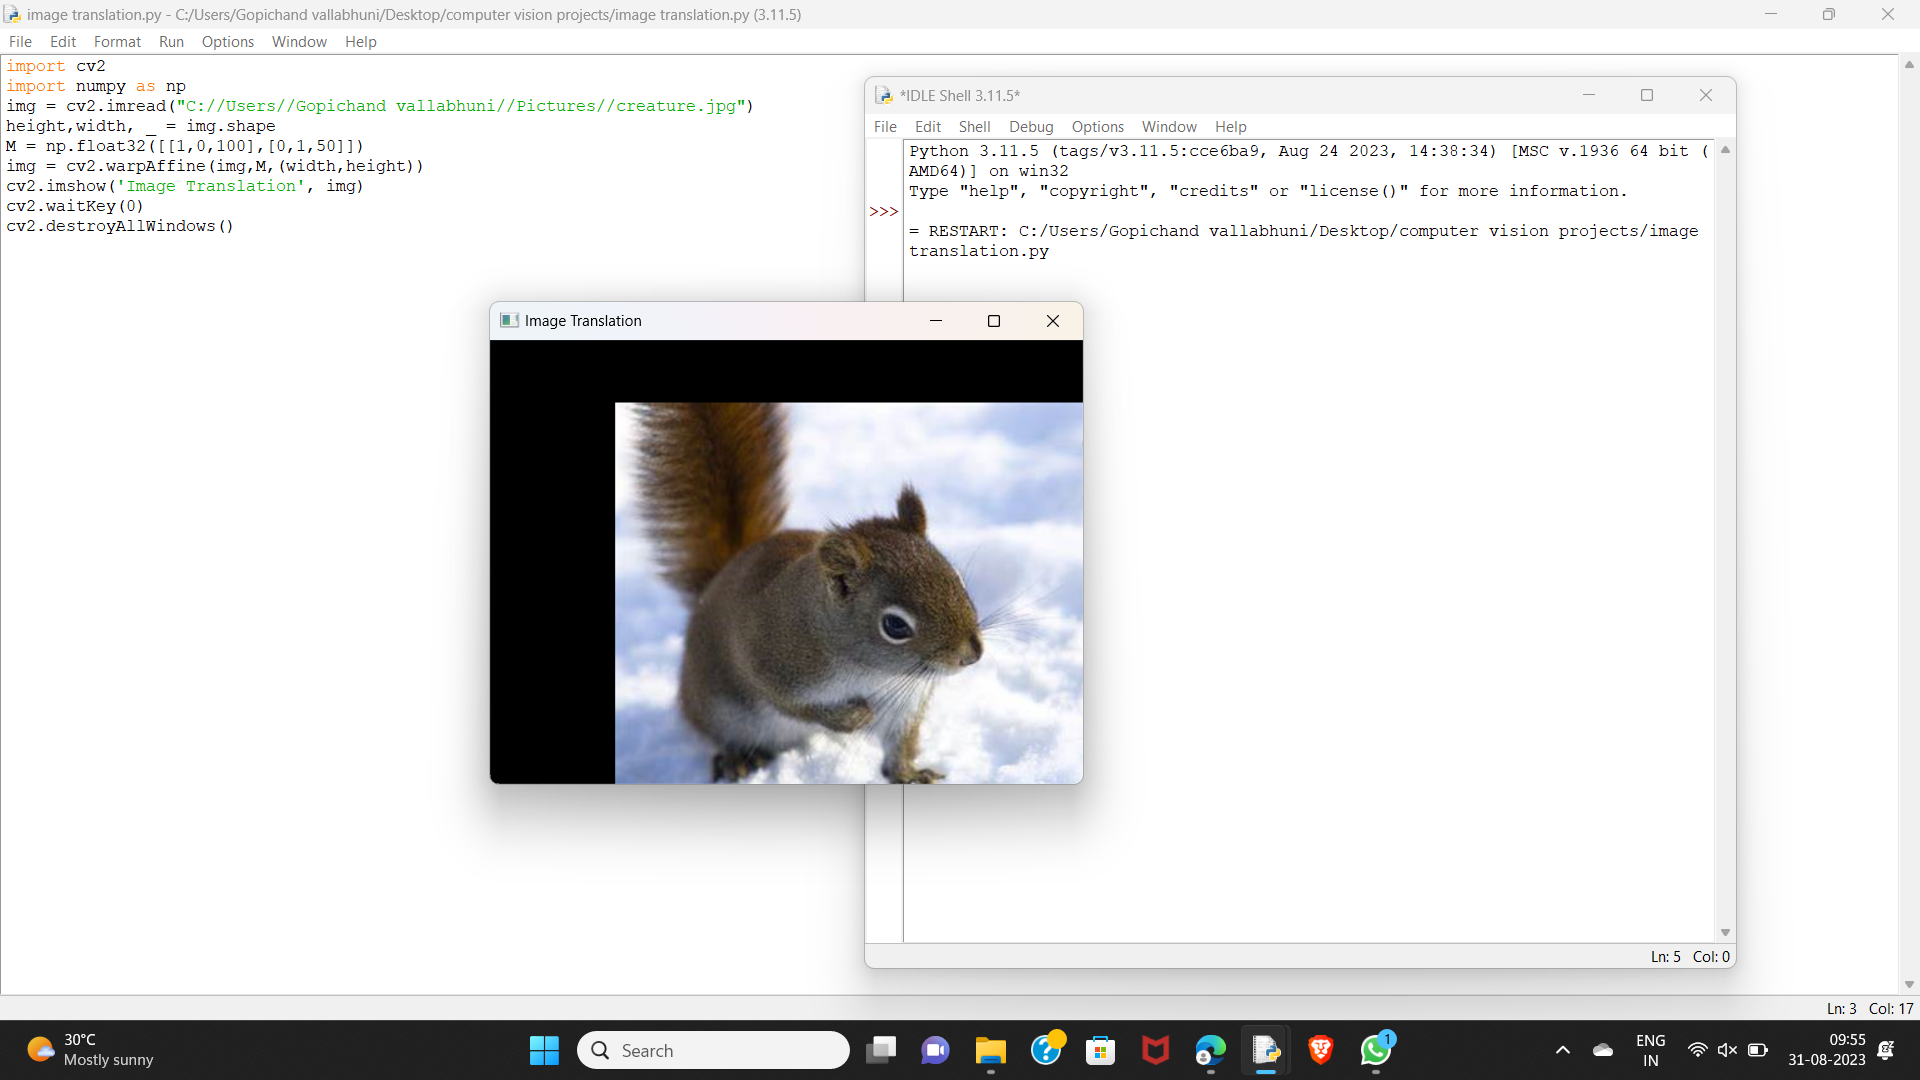 image translation.py - C:/Users/Gopichand vallabhuni/Desktop/computer vision projects/image translation.py (3.11.5)
File Edit Format Run Options Window Help
import cv2
import numpy as np
img = cv2.imread("C://Users//Gopichand vallabhuni//Pictures//creature.jpg")
height,width, _ = img.shape
M = np.float32([[1,0,100],[0,1,50]])
img = cv2.warpAffine(img,M,(width,height))
cv2.imshow('Image Translation', img)
cv2.waitKey(0)
cv2.destroyAllWindows()
*IDLE Shell 3.11.5*
File Edit Shell Debug Options Window Help
Python 3.11.5 (tags/v3.11.5:cce6ba9, Aug 24 2023, 14:38:34) [MSC v.1936 64 bit (
AMD64)] on win32
Type "help", "copyright", "credits" or "license()" for more information.
>>>
= RESTART: C:/Users/Gopichand vallabhuni/Desktop/computer vision projects/image
translation.py
Image Translation
Ln: 5 Col: 0
Ln: 3 Col: 17
30°C
Mostly sunny
Search
1
ENG
IN
09:55
31-08-2023